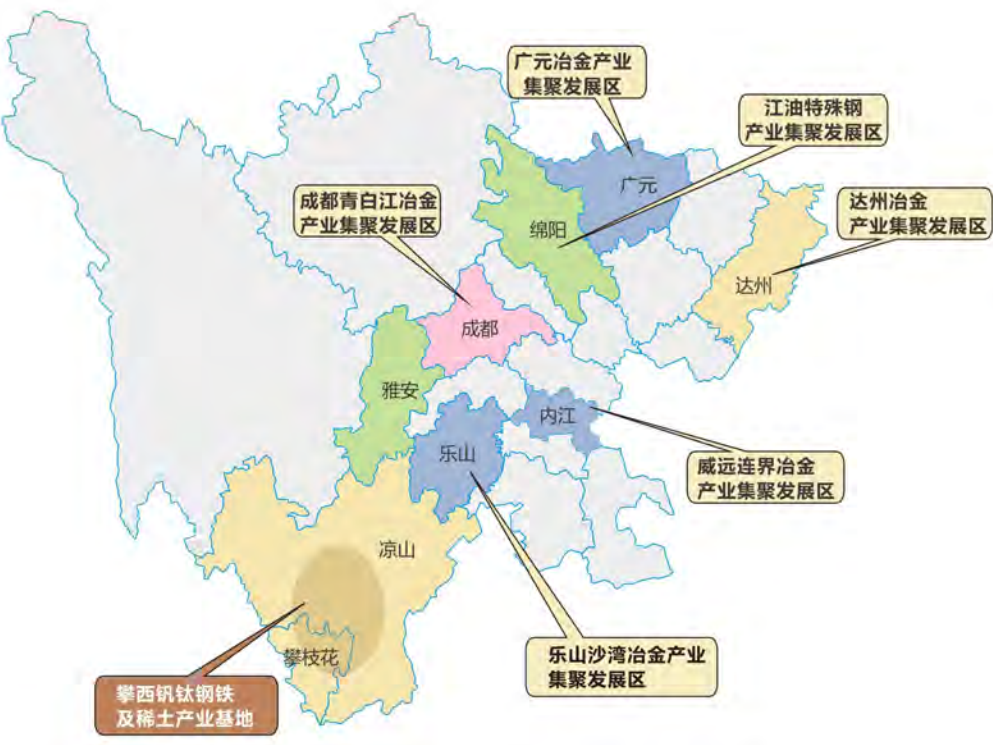 广元冶金产业
集聚发展区
江油特殊钢
产业集聚发展区
广元
成都青白江冶金
产业集聚发展区
达州冶金
产业集聚发展区
绵阳
达州
成都
雅安
内江
乐山
威远连界冶金
产业集聚发展区
凉山
攀枝花
乐山沙湾冶金产业
集聚发展区
攀西钒钛钢铁
及稀土产业基地